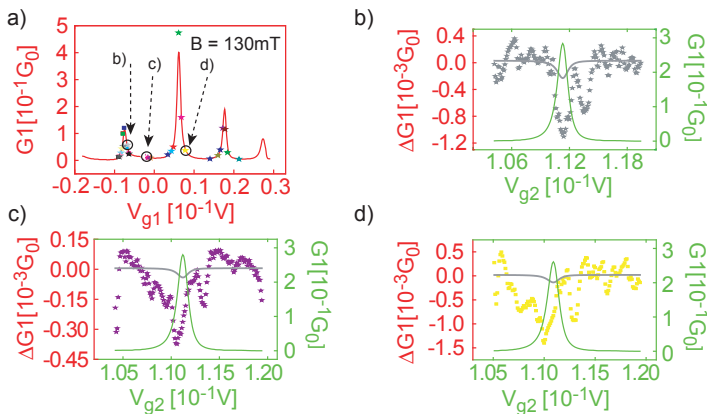 a)
G1[10⁻¹G₀]
5
4
3
2
1
0
B = 130mT
b)
c)
d)
-0.2 -0.1 0.0 0.1 0.2 0.3
V_g1 [10⁻¹V]
b)
ΔG1[10⁻³G₀]
0.4
0.0
-0.4
-0.8
-1.2
3
2
1
0
G1[10⁻¹G₀]
1.06 1.12 1.18
V_g2 [10⁻¹V]
c)
ΔG1[10⁻³G₀]
0.15
0.00
-0.15
-0.30
-0.45
3
2
1
0
G1[10⁻¹G₀]
1.05 1.10 1.15 1.20
V_g2 [10⁻¹V]
d)
ΔG1[10⁻³G₀]
0.5
0.0
-0.5
-1.0
-1.5
3
2
1
0
G1[10⁻¹G₀]
1.05 1.10 1.15 1.20
V_g2 [10⁻¹V]